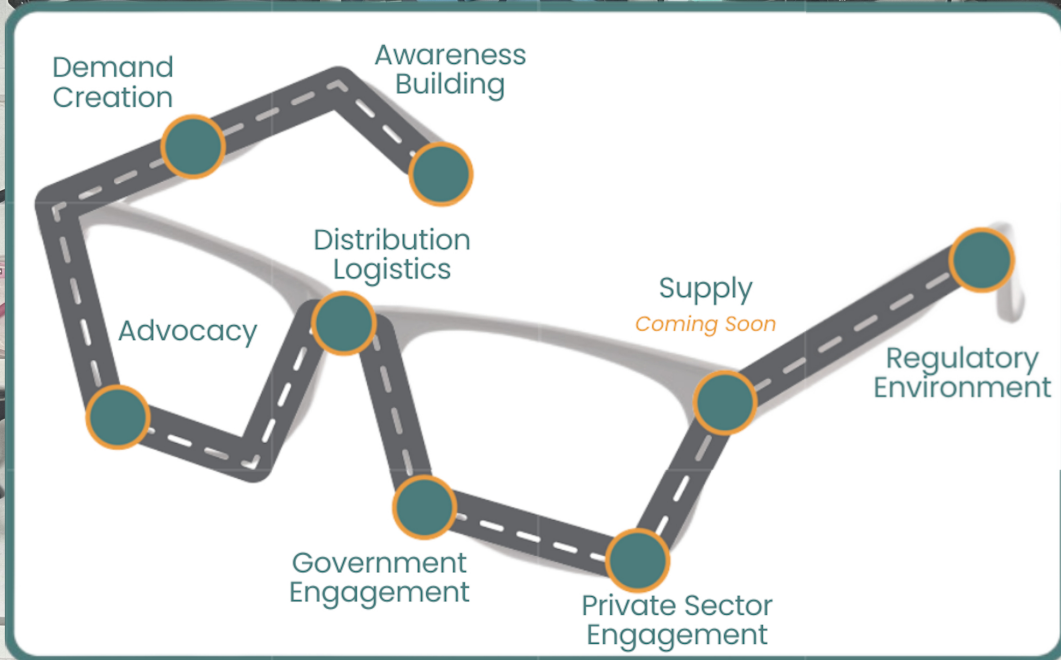 Demand
Creation
Awareness
Building
Distribution
Logistics
Advocacy
Supply
Coming Soon
Regulatory
Environment
Government
Engagement
Private Sector
Engagement